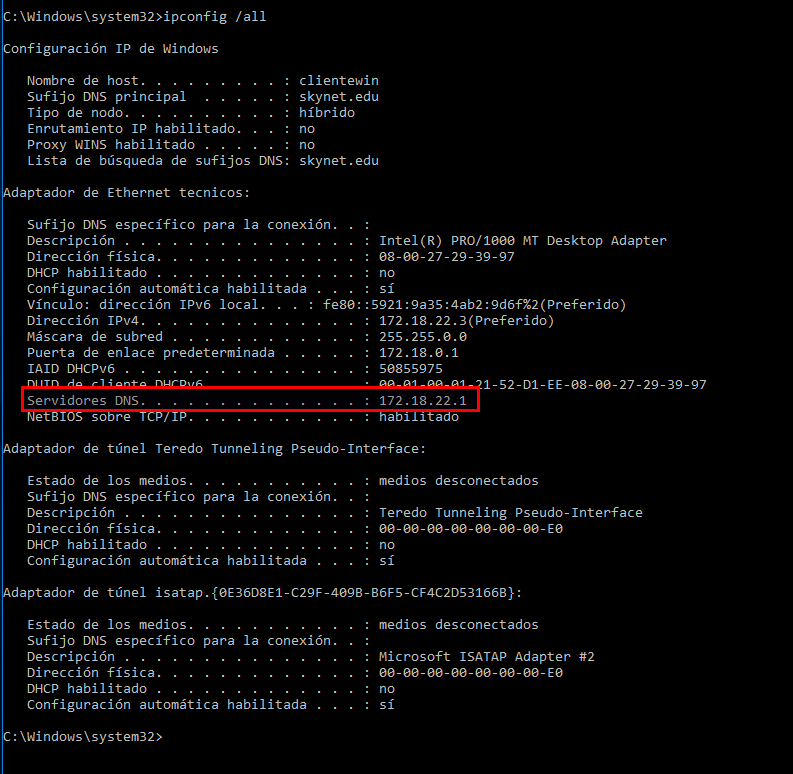 C:\Windows\system32>ipconfig /all
Configuración IP de Windows
Nombre de host. . . . . . . . . : clientewin
Sufijo DNS principal  . . . . . : skynet.edu
Tipo de nodo. . . . . . . . . . : híbrido
Enrutamiento IP habilitado. . . : no
Proxy WINS habilitado . . . . . : no
Lista de búsqueda de sufijos DNS: skynet.edu
Adaptador de Ethernet tecnicos:
Sufijo DNS específico para la conexión. . :
Descripción . . . . . . . . . . . . . . . : Intel(R) PRO/1000 MT Desktop Adapter
Dirección física. . . . . . . . . . . . . : 08-00-27-29-39-97
DHCP habilitado . . . . . . . . . . . . . : no
Configuración automática habilitada . . . : sí
Vínculo: dirección IPv6 local. . . : fe80::5921:9a35:4ab2:9d6f%2(Preferido)
Dirección IPv4. . . . . . . . . . . . . . : 172.18.22.3(Preferido)
Máscara de subred . . . . . . . . . . . . : 255.255.0.0
Puerta de enlace predeterminada . . . . . : 172.18.0.1
IAID DHCPv6 . . . . . . . . . . . . . . . : 50855975
DUID de cliente DHCPv6. . . . . . . . . . : 00-01-00-01-21-52-D1-EE-08-00-27-29-39-97
Servidores DNS. . . . . . . . . . . . . . : 172.18.22.1
NetBIOS sobre TCP/IP. . . . . . . . . . . : habilitado
Adaptador de túnel Teredo Tunneling Pseudo-Interface:
Estado de los medios. . . . . . . . . . . : medios desconectados
Sufijo DNS específico para la conexión. . :
Descripción . . . . . . . . . . . . . . . : Teredo Tunneling Pseudo-Interface
Dirección física. . . . . . . . . . . . . : 00-00-00-00-00-00-00-E0
DHCP habilitado . . . . . . . . . . . . . : no
Configuración automática habilitada . . . : sí
Adaptador de túnel isatap.{0E36D8E1-C29F-409B-B6F5-CF4C2D53166B}:
Estado de los medios. . . . . . . . . . . : medios desconectados
Sufijo DNS específico para la conexión. . :
Descripción . . . . . . . . . . . . . . . : Microsoft ISATAP Adapter #2
Dirección física. . . . . . . . . . . . . : 00-00-00-00-00-00-00-E0
DHCP habilitado . . . . . . . . . . . . . : no
Configuración automática habilitada . . . : sí
C:\Windows\system32>